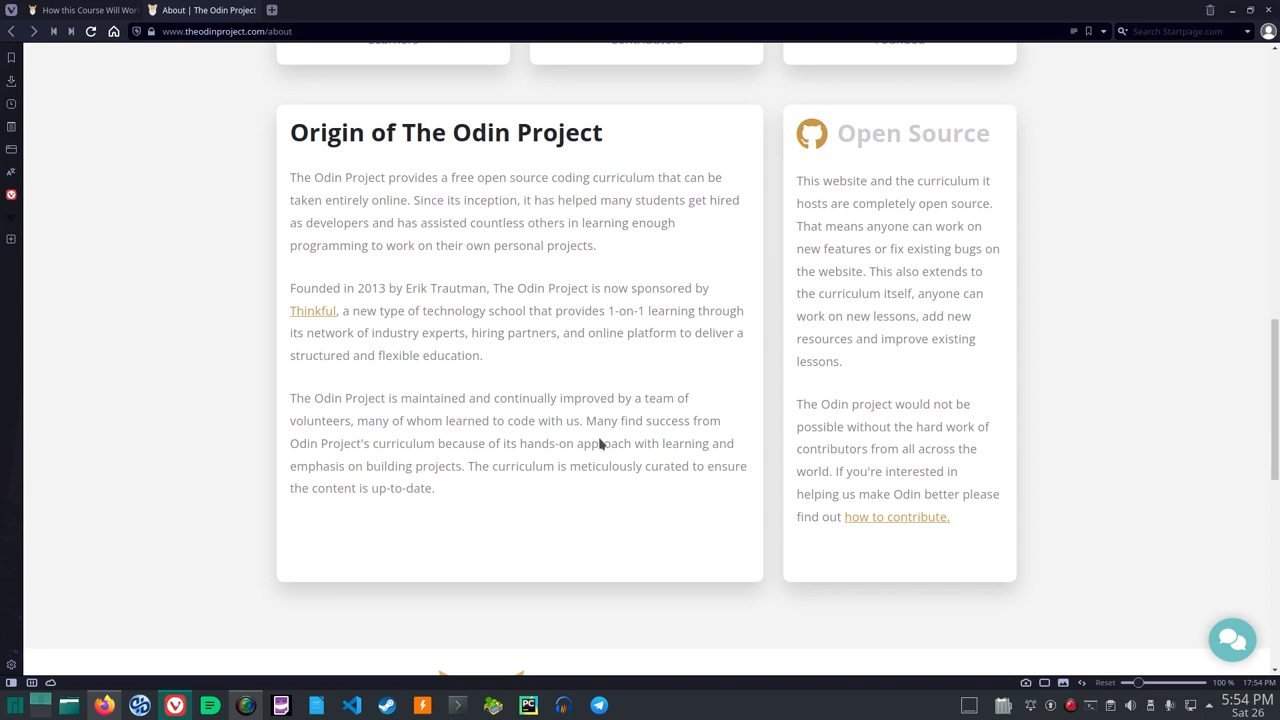 How this Course Will Wor
About | The Odin Project
www.theodinproject.com/about
Search Startpage.com
Learners
Contributors
Founded
Origin of The Odin Project
The Odin Project provides a free open source coding curriculum that can be
taken entirely online. Since its inception, it has helped many students get hired
as developers and has assisted countless others in learning enough
programming to work on their own personal projects.
Founded in 2013 by Erik Trautman, The Odin Project is now sponsored by
Thinkful, a new type of technology school that provides 1-on-1 learning through
its network of industry experts, hiring partners, and online platform to deliver a
structured and flexible education.
The Odin Project is maintained and continually improved by a team of
volunteers, many of whom learned to code with us. Many find success from
Odin Project's curriculum because of its hands-on approach with learning and
emphasis on building projects. The curriculum is meticulously curated to ensure
the content is up-to-date.
Open Source
This website and the curriculum it
hosts are completely open source.
That means anyone can work on
new features or fix existing bugs on
the website. This also extends to
the curriculum itself, anyone can
work on new lessons, add new
resources and improve existing
lessons.
The Odin project would not be
possible without the hard work of
contributors from all across the
world. If you're interested in
helping us make Odin better please
find out how to contribute.
Reset
100 %
17:54 PM
PC
5:54 PM
Sat 26